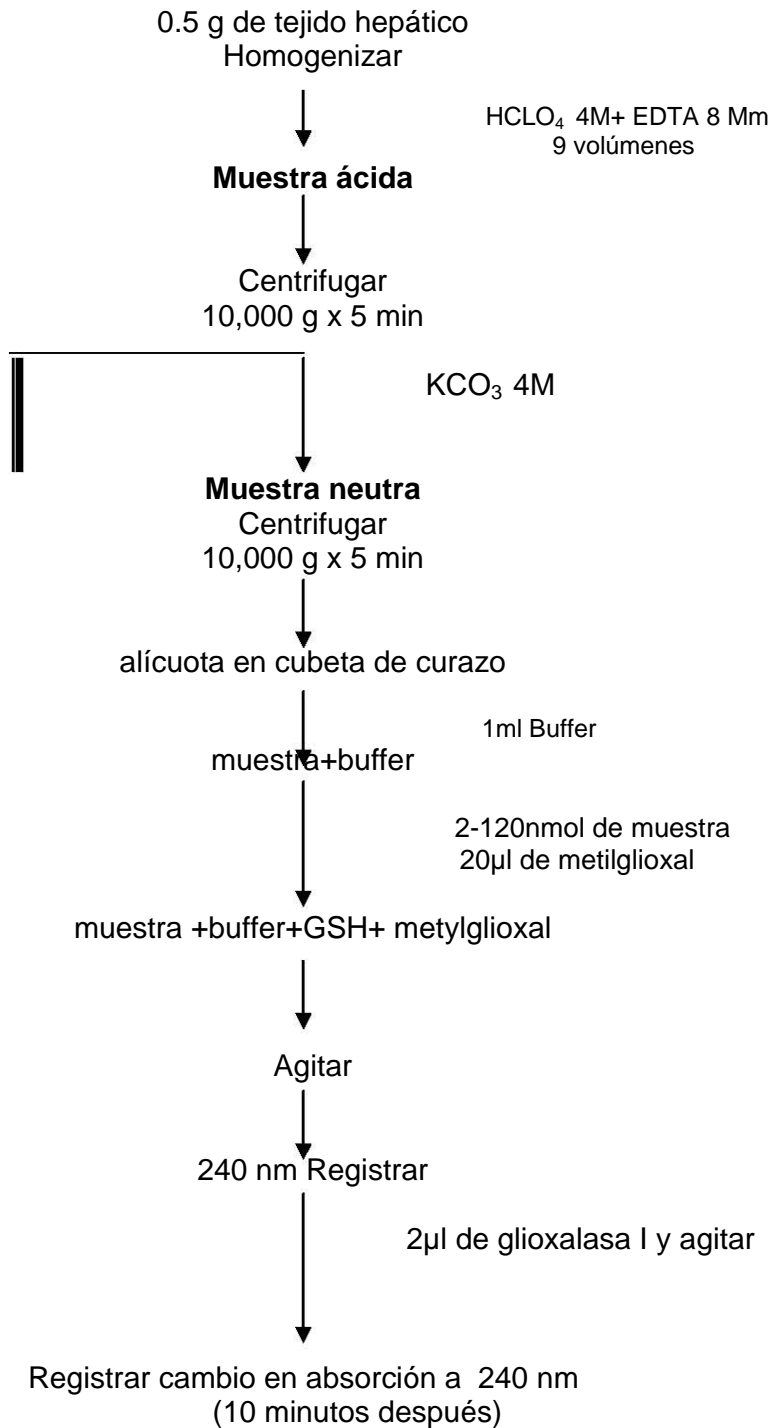 0.5 g de tejido hepático
Homogenizar
HCLO₄ 4M+ EDTA 8 Mm
9 volúmenes
Muestra ácida
Centrifugar
10,000 g x 5 min
KCO₃ 4M
Muestra neutra
Centrifugar
10,000 g x 5 min
alícuota en cubeta de curazo
1ml Buffer
muestra+buffer
2-120nmol de muestra
20µl de metilglioxal
muestra +buffer+GSH+ metylglioxal
Agitar
240 nm Registrar
2µl de glioxalasa I y agitar
Registrar cambio en absorción a 240 nm
(10 minutos después)